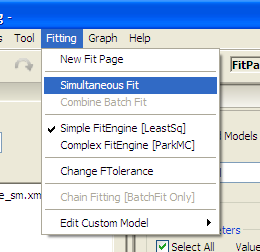 g -
s Tool Fitting Graph Help
New Fit Page
FitPa
Simultaneous Fit
Combine Batch Fit
✓ Simple FitEngine [LeastSq]
Complex FitEngine [ParkMC]
Models
Change FTolerance
e_sm.xm
Chain Fitting [BatchFit Only]
Edit Custom Model
eters
Select All Value